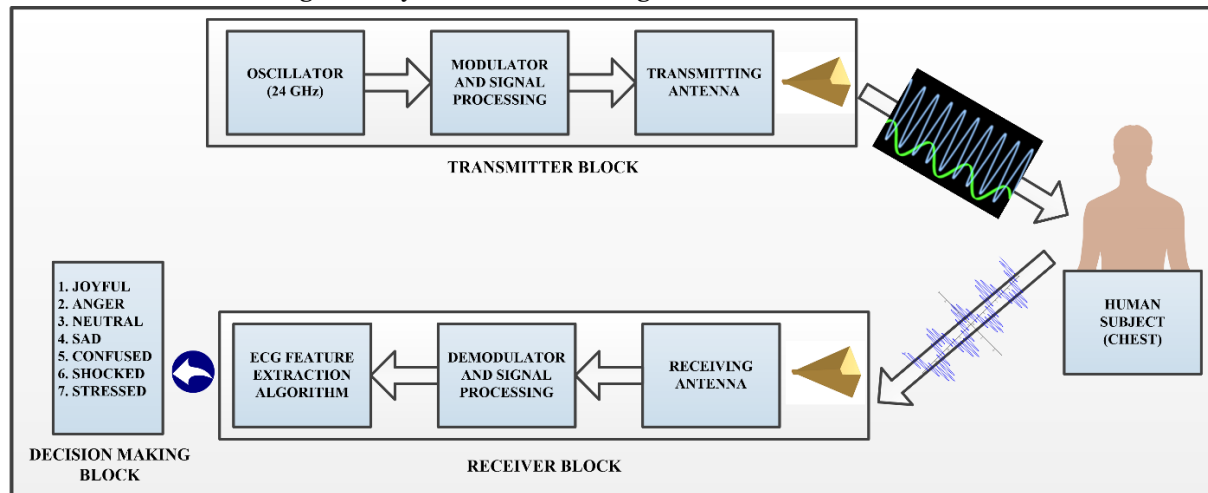 OSCILLATOR
(24 GHz)
MODULATOR
AND SIGNAL
PROCESSING
TRANSMITTING
ANTENNA
TRANSMITTER BLOCK
HUMAN
SUBJECT
(CHEST)
RECEIVING
ANTENNA
DEMODULATOR
AND SIGNAL
PROCESSING
ECG FEATURE
EXTRACTION
ALGORITHM
RECEIVER BLOCK
1. JOYFUL
2. ANGER
3. NEUTRAL
4. SAD
5. CONFUSED
6. SHOCKED
7. STRESSED
DECISION MAKING
BLOCK